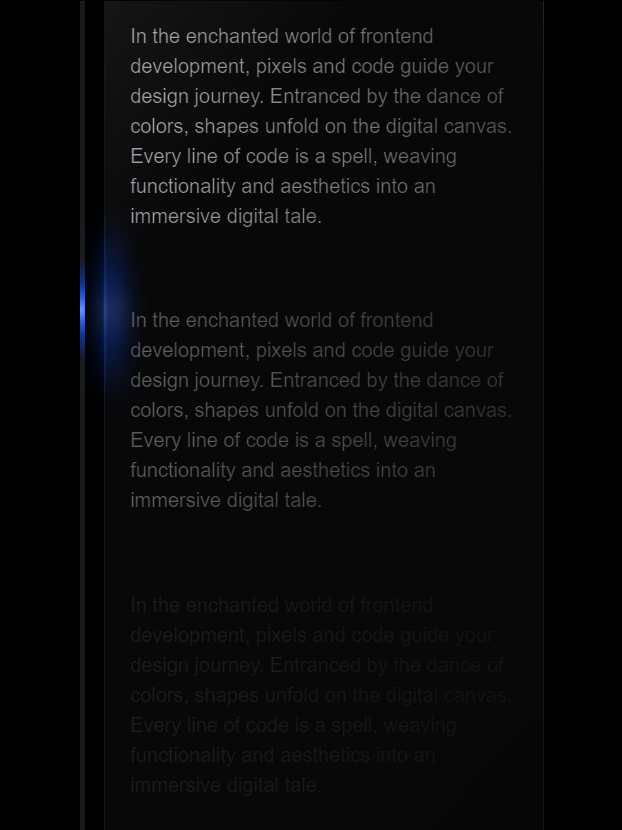 In the enchanted world of frontend
development, pixels and code guide your
design journey. Entranced by the dance of
colors, shapes unfold on the digital canvas.
Every line of code is a spell, weaving
functionality and aesthetics into an
immersive digital tale.
In the enchanted world of frontend
development, pixels and code guide your
design journey. Entranced by the dance of
colors, shapes unfold on the digital canvas.
Every line of code is a spell, weaving
functionality and aesthetics into an
immersive digital tale.
In the enchanted world of frontend
development, pixels and code guide your
design journey. Entranced by the dance of
colors, shapes unfold on the digital canvas.
Every line of code is a spell, weaving
functionality and aesthetics into an
immersive digital tale.